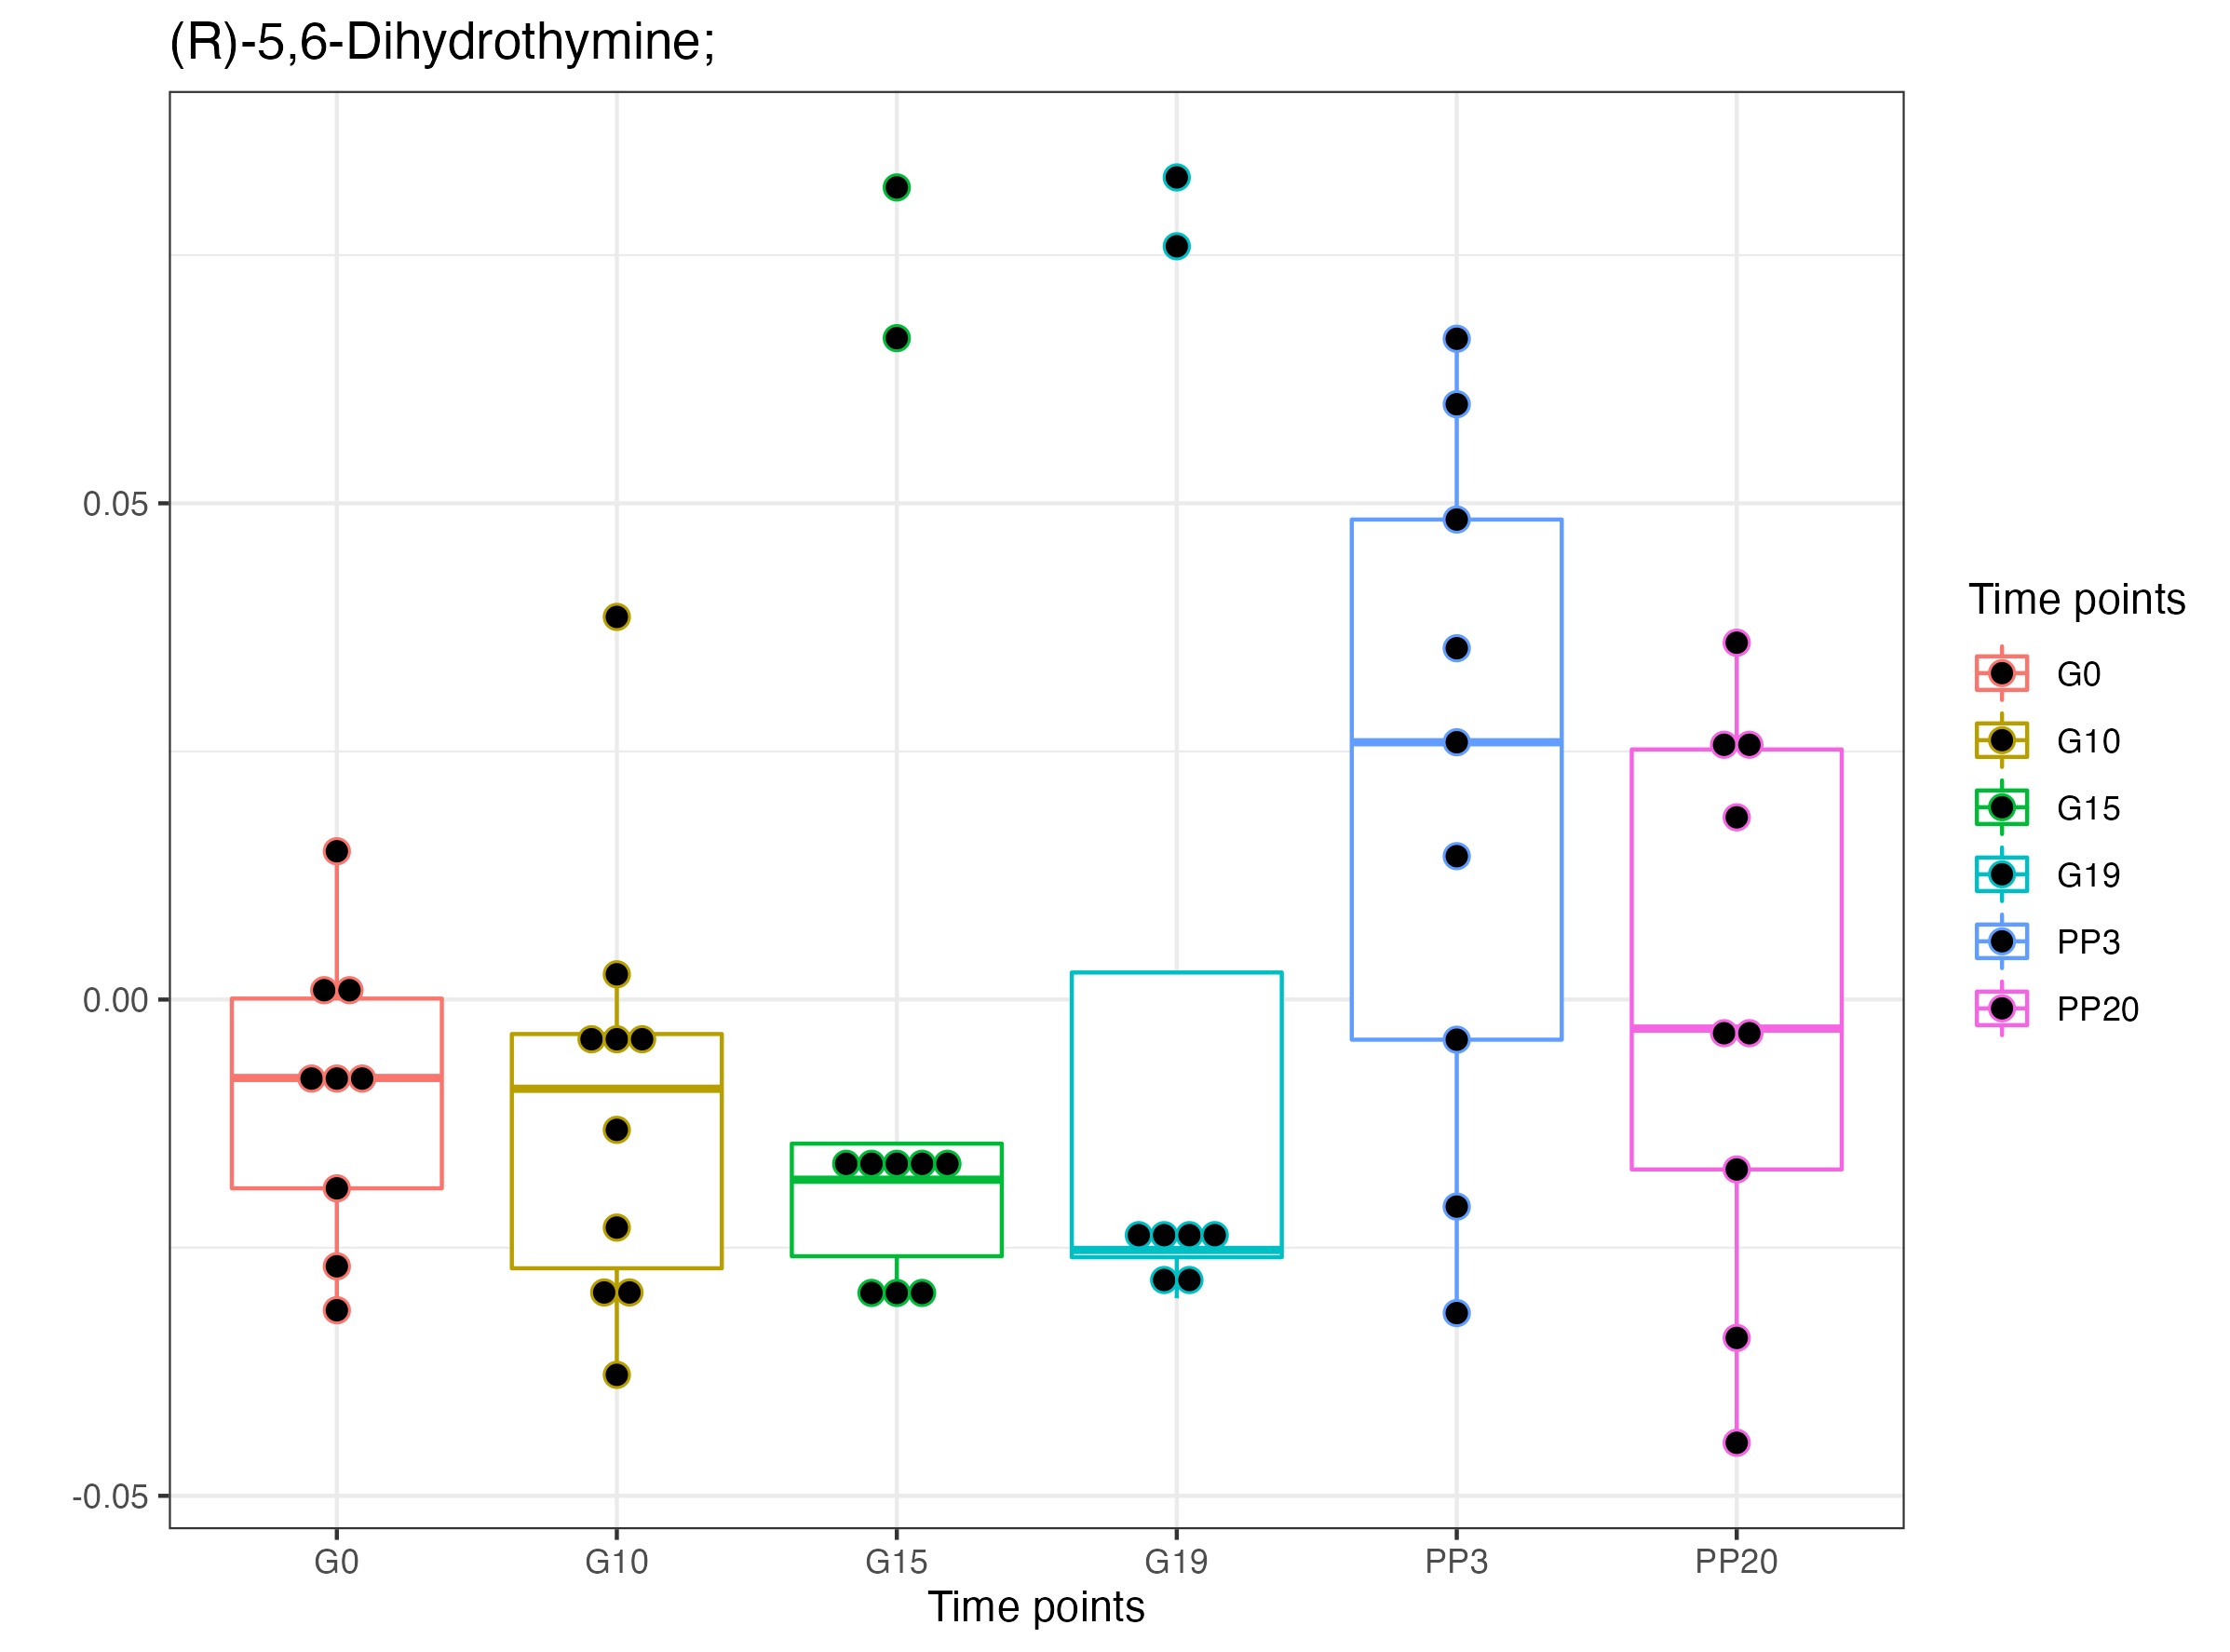 (R)-5,6-Dihydrothymine;
0.05
0.00
-0.05
G0 G10 G15 G19 PP3 PP20
Time points
Time points
G0
G10
G15
G19
PP3
PP20